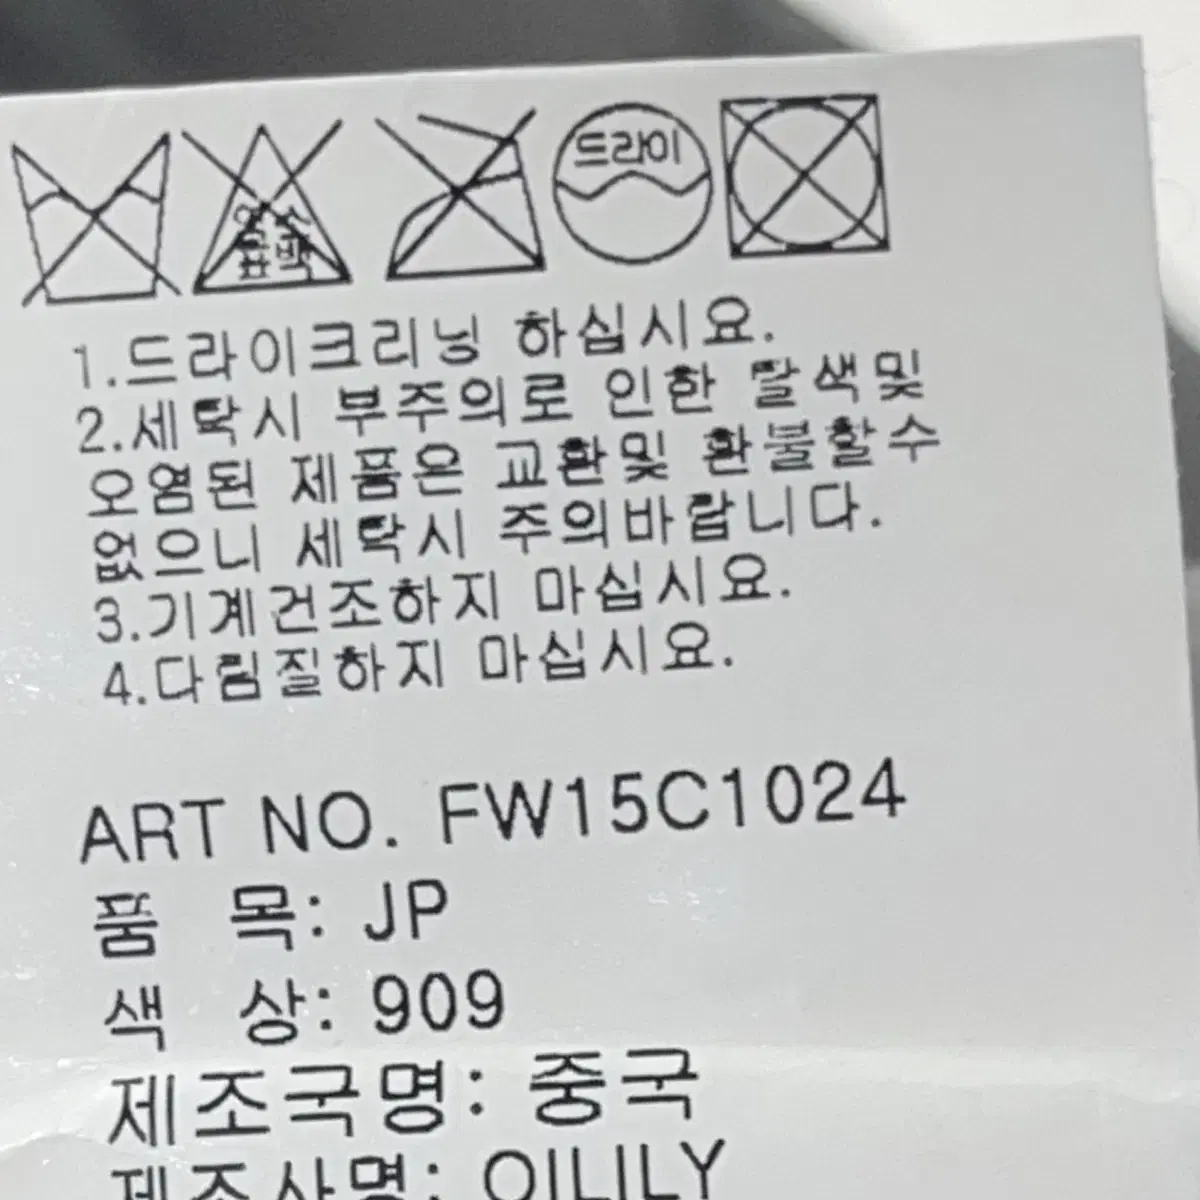 염소
표백
드라이
1.드라이크리닝 하십시요.
2.세탁시 부주의로 인한 탈색및
오염된 제품은 교환및 환불할수
없으니 세탁시 주의바랍니다.
3.기계건조하지 마십시요.
4.다림질하지 마십시요.
ART NO. FW15C1024
품 목: JP
색 상: 909
제조국명: 중국
제조사명: OILILY